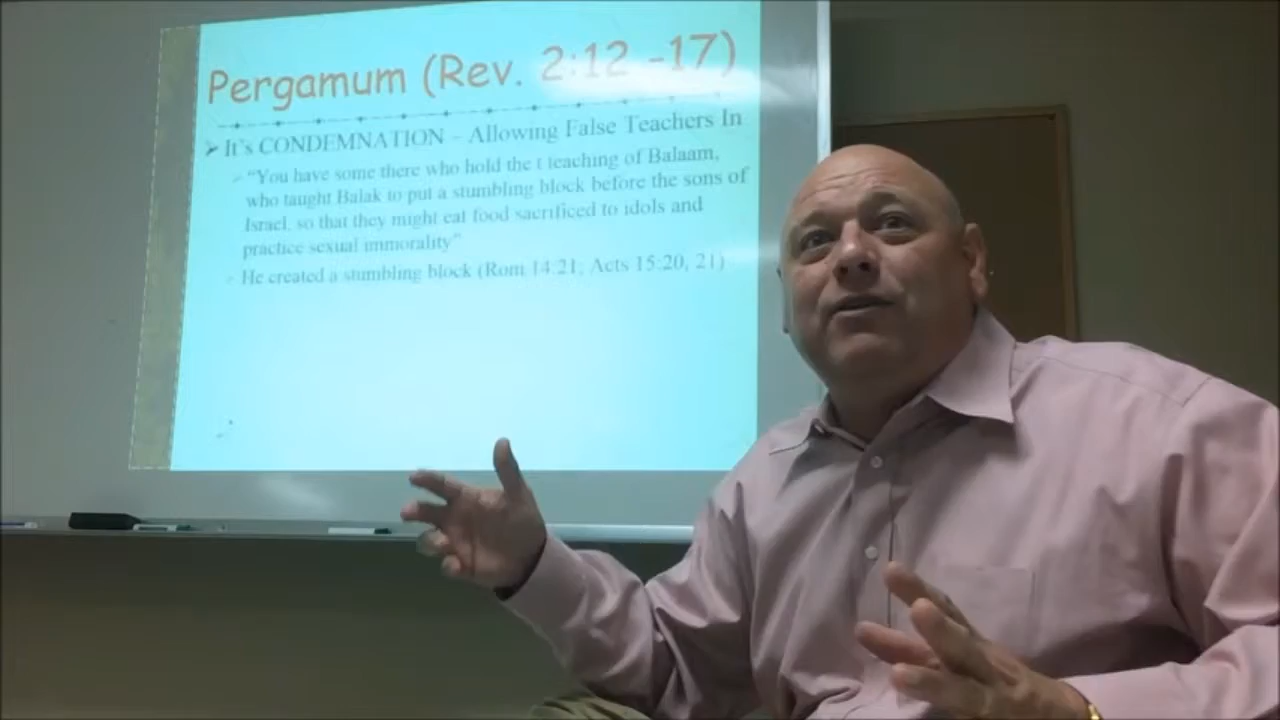 Pergamum (Rev. 2:12 -17)
It's CONDEMNATION – Allowing False Teachers In
"You have some there who hold the t teaching of Balaam,
who taught Balak to put a stumbling block before the sons of
Israel, so that they might eat food sacrificed to idols and
practice sexual immorality"
He created a stumbling block (Rom 14:21; Acts 15:20, 21)